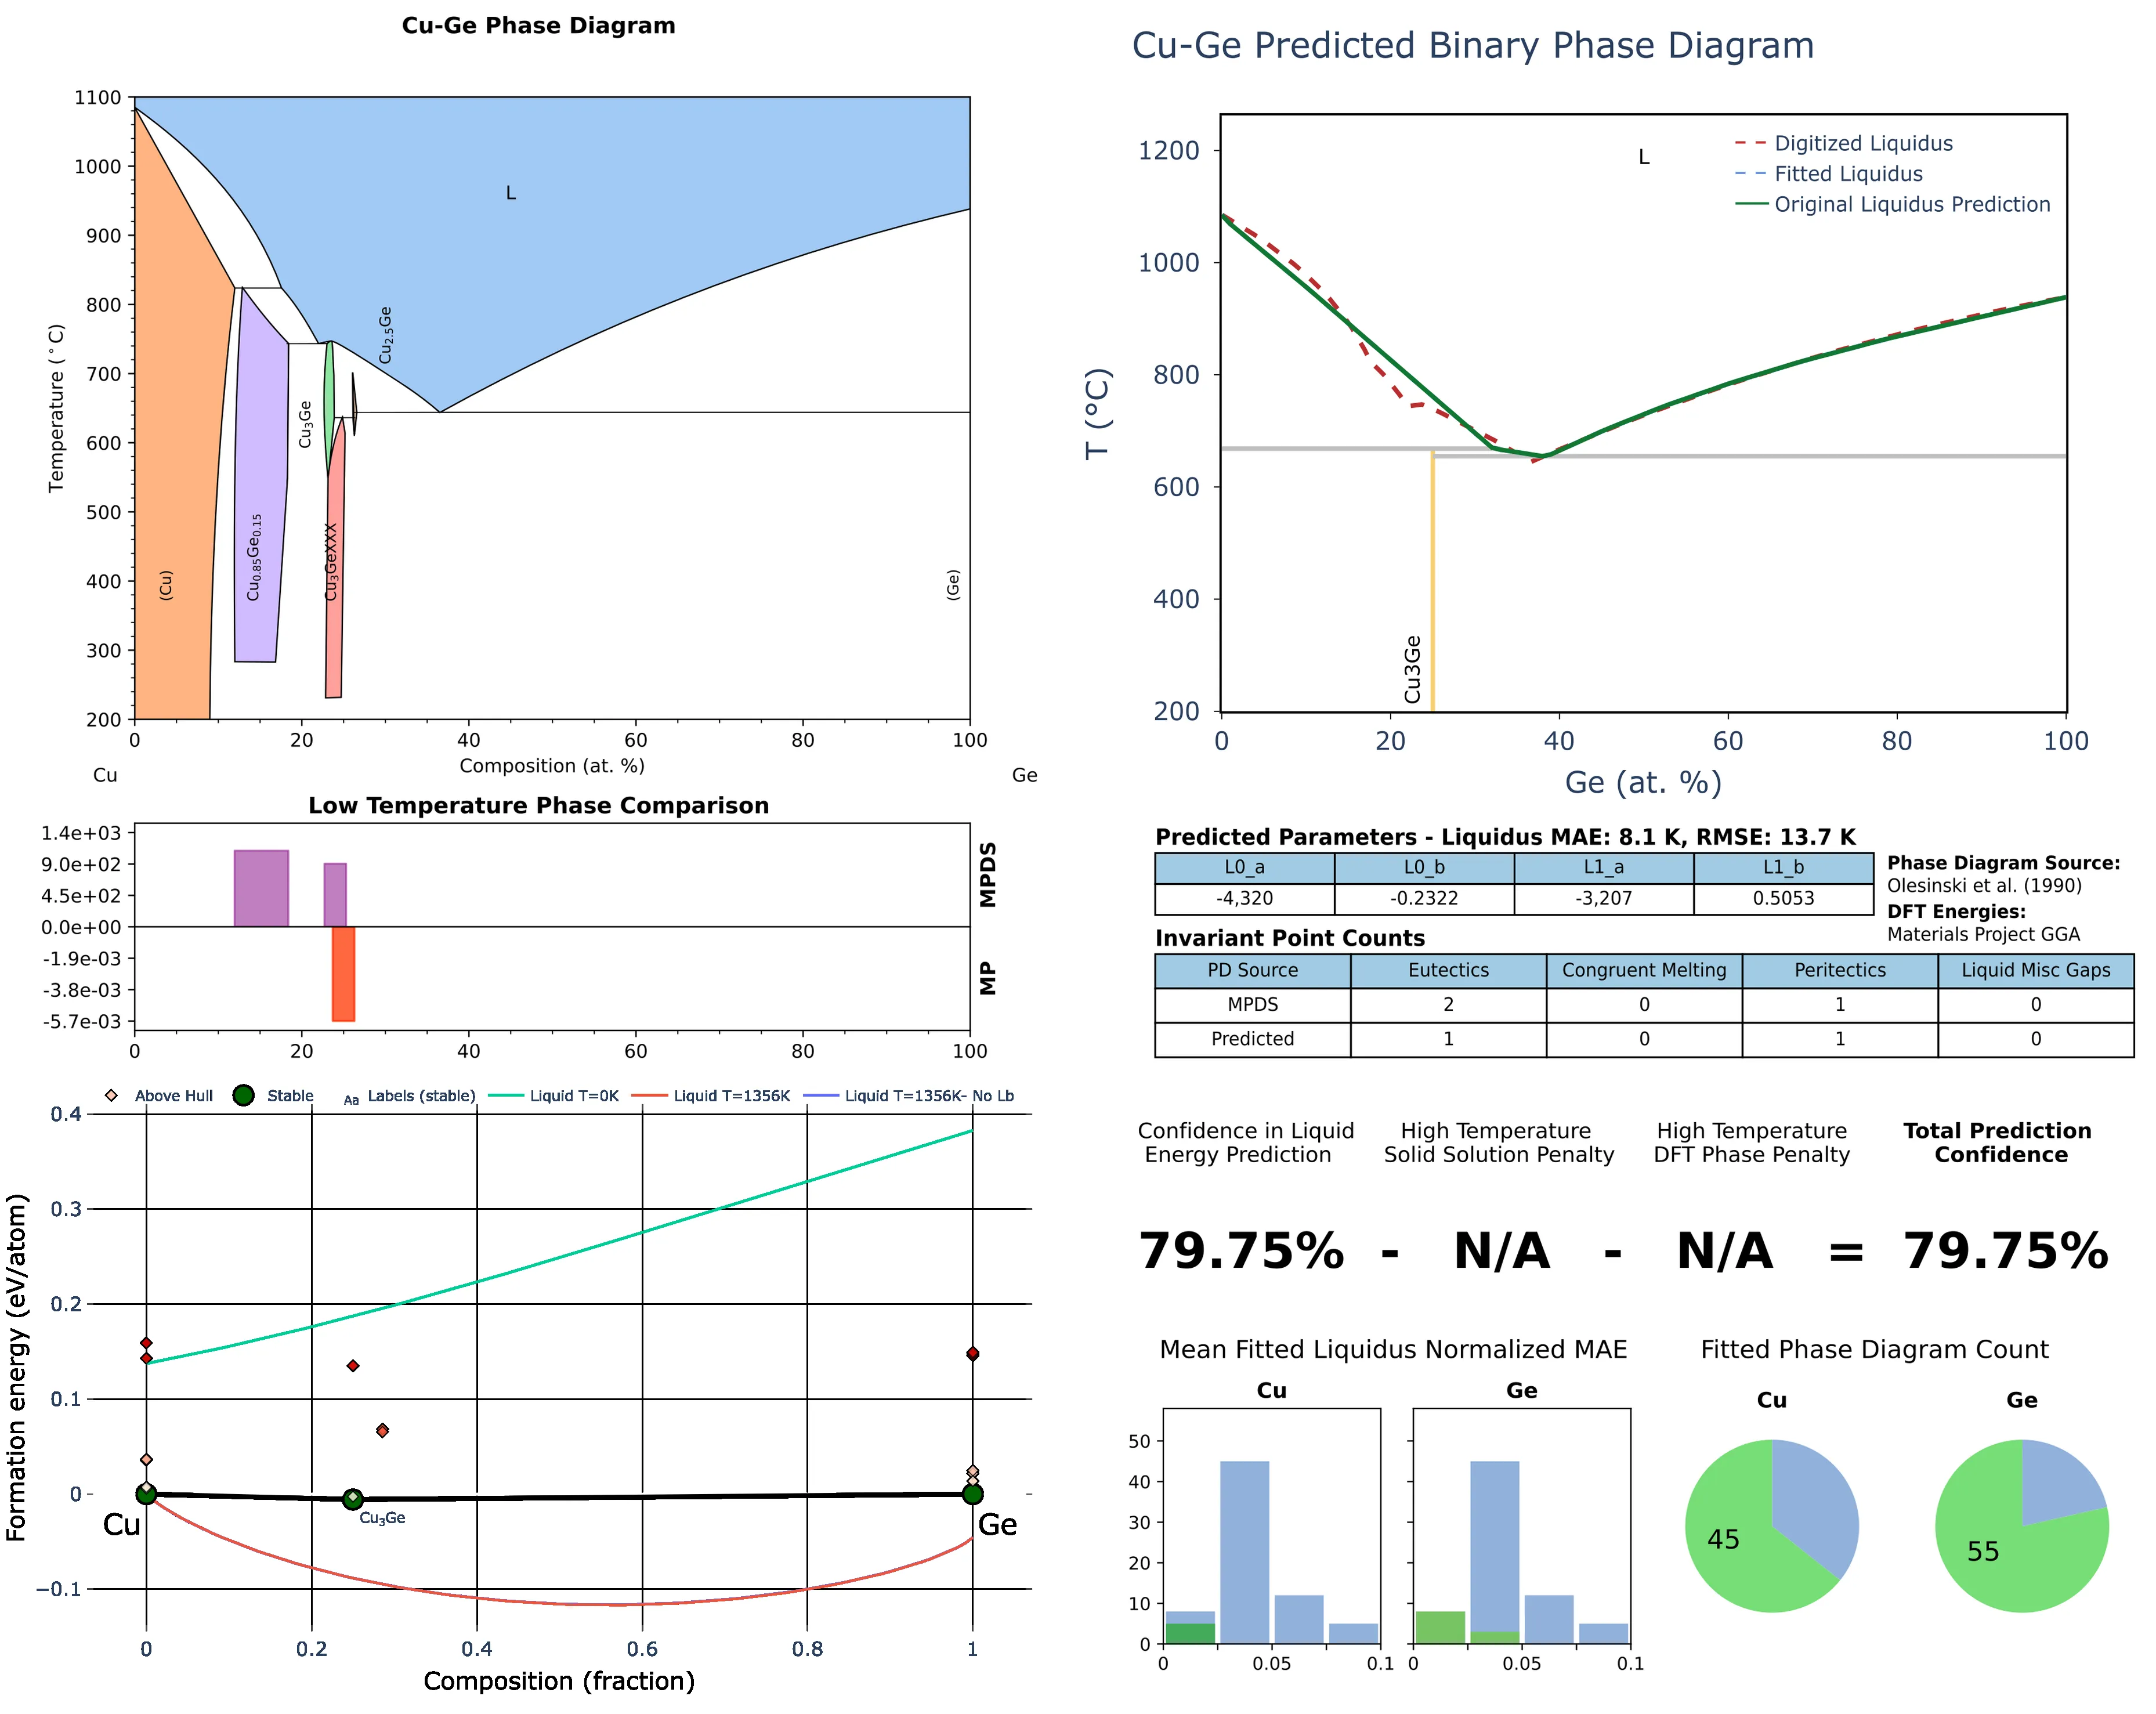 Cu-Ge Phase Diagram
1100
1000
900
800
700
600
500
400
300
200
Temperature (°C)
L
Cu2.5Ge
Cu3Ge
Cu0.85Ge0.15
Cu3GeXXX
(Cu)
(Ge)
0 20 40 60 80 100
Composition (at. %)
Cu
Ge
Low Temperature Phase Comparison
1.4e+03
9.0e+02
4.5e+02
0.0e+00
-1.9e-03
-3.8e-03
-5.7e-03
MPDS
MP
0 20 40 60 80 100
Above Hull Stable Aa Labels (stable) Liquid T=0K Liquid T=1356K Liquid T=1356K- No Lb
0.4
0.3
0.2
0.1
0
−0.1
Formation energy (eV/atom)
Cu
Cu3Ge
Ge
0 0.2 0.4 0.6 0.8 1
Composition (fraction)
Cu-Ge Predicted Binary Phase Diagram
1200
1000
800
600
400
200
T (°C)
L
Digitized Liquidus
Fitted Liquidus
Original Liquidus Prediction
Cu3Ge
0 20 40 60 80 100
Ge (at. %)
Predicted Parameters - Liquidus MAE: 8.1 K, RMSE: 13.7 K
L0_a L0_b L1_a L1_b
-4,320 -0.2322 -3,207 0.5053
Phase Diagram Source:
Olesinski et al. (1990)
DFT Energies:
Materials Project GGA
Invariant Point Counts
PD Source Eutectics Congruent Melting Peritectics Liquid Misc Gaps
MPDS 2 0 1 0
Predicted 1 0 1 0
Confidence in Liquid
Energy Prediction
High Temperature
Solid Solution Penalty
High Temperature
DFT Phase Penalty
Total Prediction
Confidence
79.75% - N/A - N/A = 79.75%
Mean Fitted Liquidus Normalized MAE
Cu
Ge
50
40
30
20
10
0
0 0.05 0.1
0 0.05 0.1
Fitted Phase Diagram Count
Cu
Ge
45
55